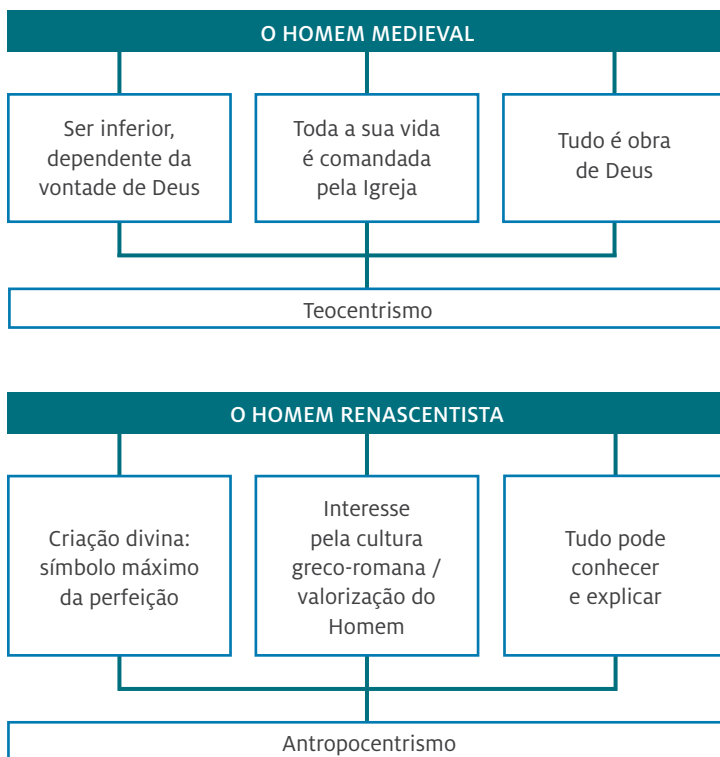 O HOMEM MEDIEVAL
Ser inferior,
dependente da
vontade de Deus
Toda a sua vida
é comandada
pela Igreja
Tudo é obra
de Deus
Teocentrismo
O HOMEM RENASCENTISTA
Criação divina:
símbolo máximo
da perfeição
Interesse
pela cultura
greco-romana /
valorização do
Homem
Tudo pode
conhecer
e explicar
Antropocentrismo